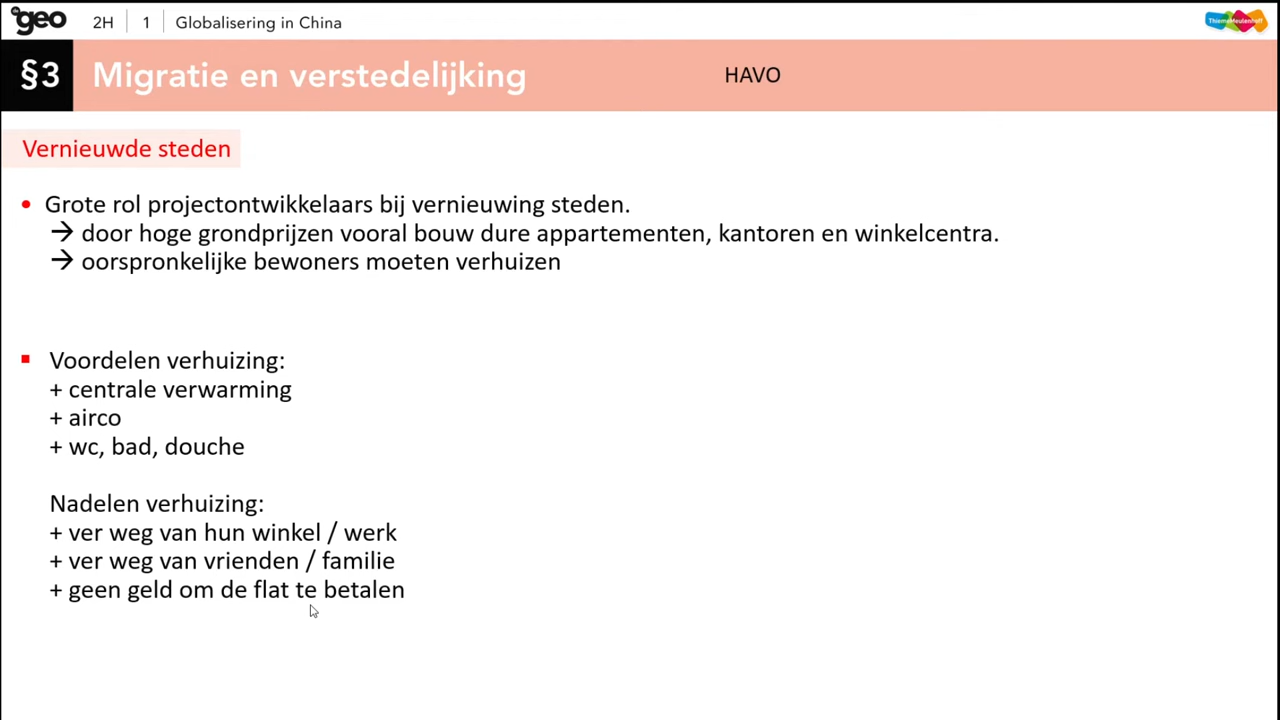 de geo 2H 1 Globalisering in China ThiemeMeulenhoff
§3 Migratie en verstedelijking HAVO
Vernieuwde steden
• Grote rol projectontwikkelaars bij vernieuwing steden.
→ door hoge grondprijzen vooral bouw dure appartementen, kantoren en winkelcentra.
→ oorspronkelijke bewoners moeten verhuizen
▪ Voordelen verhuizing:
+ centrale verwarming
+ airco
+ wc, bad, douche
Nadelen verhuizing:
+ ver weg van hun winkel / werk
+ ver weg van vrienden / familie
+ geen geld om de flat te betalen